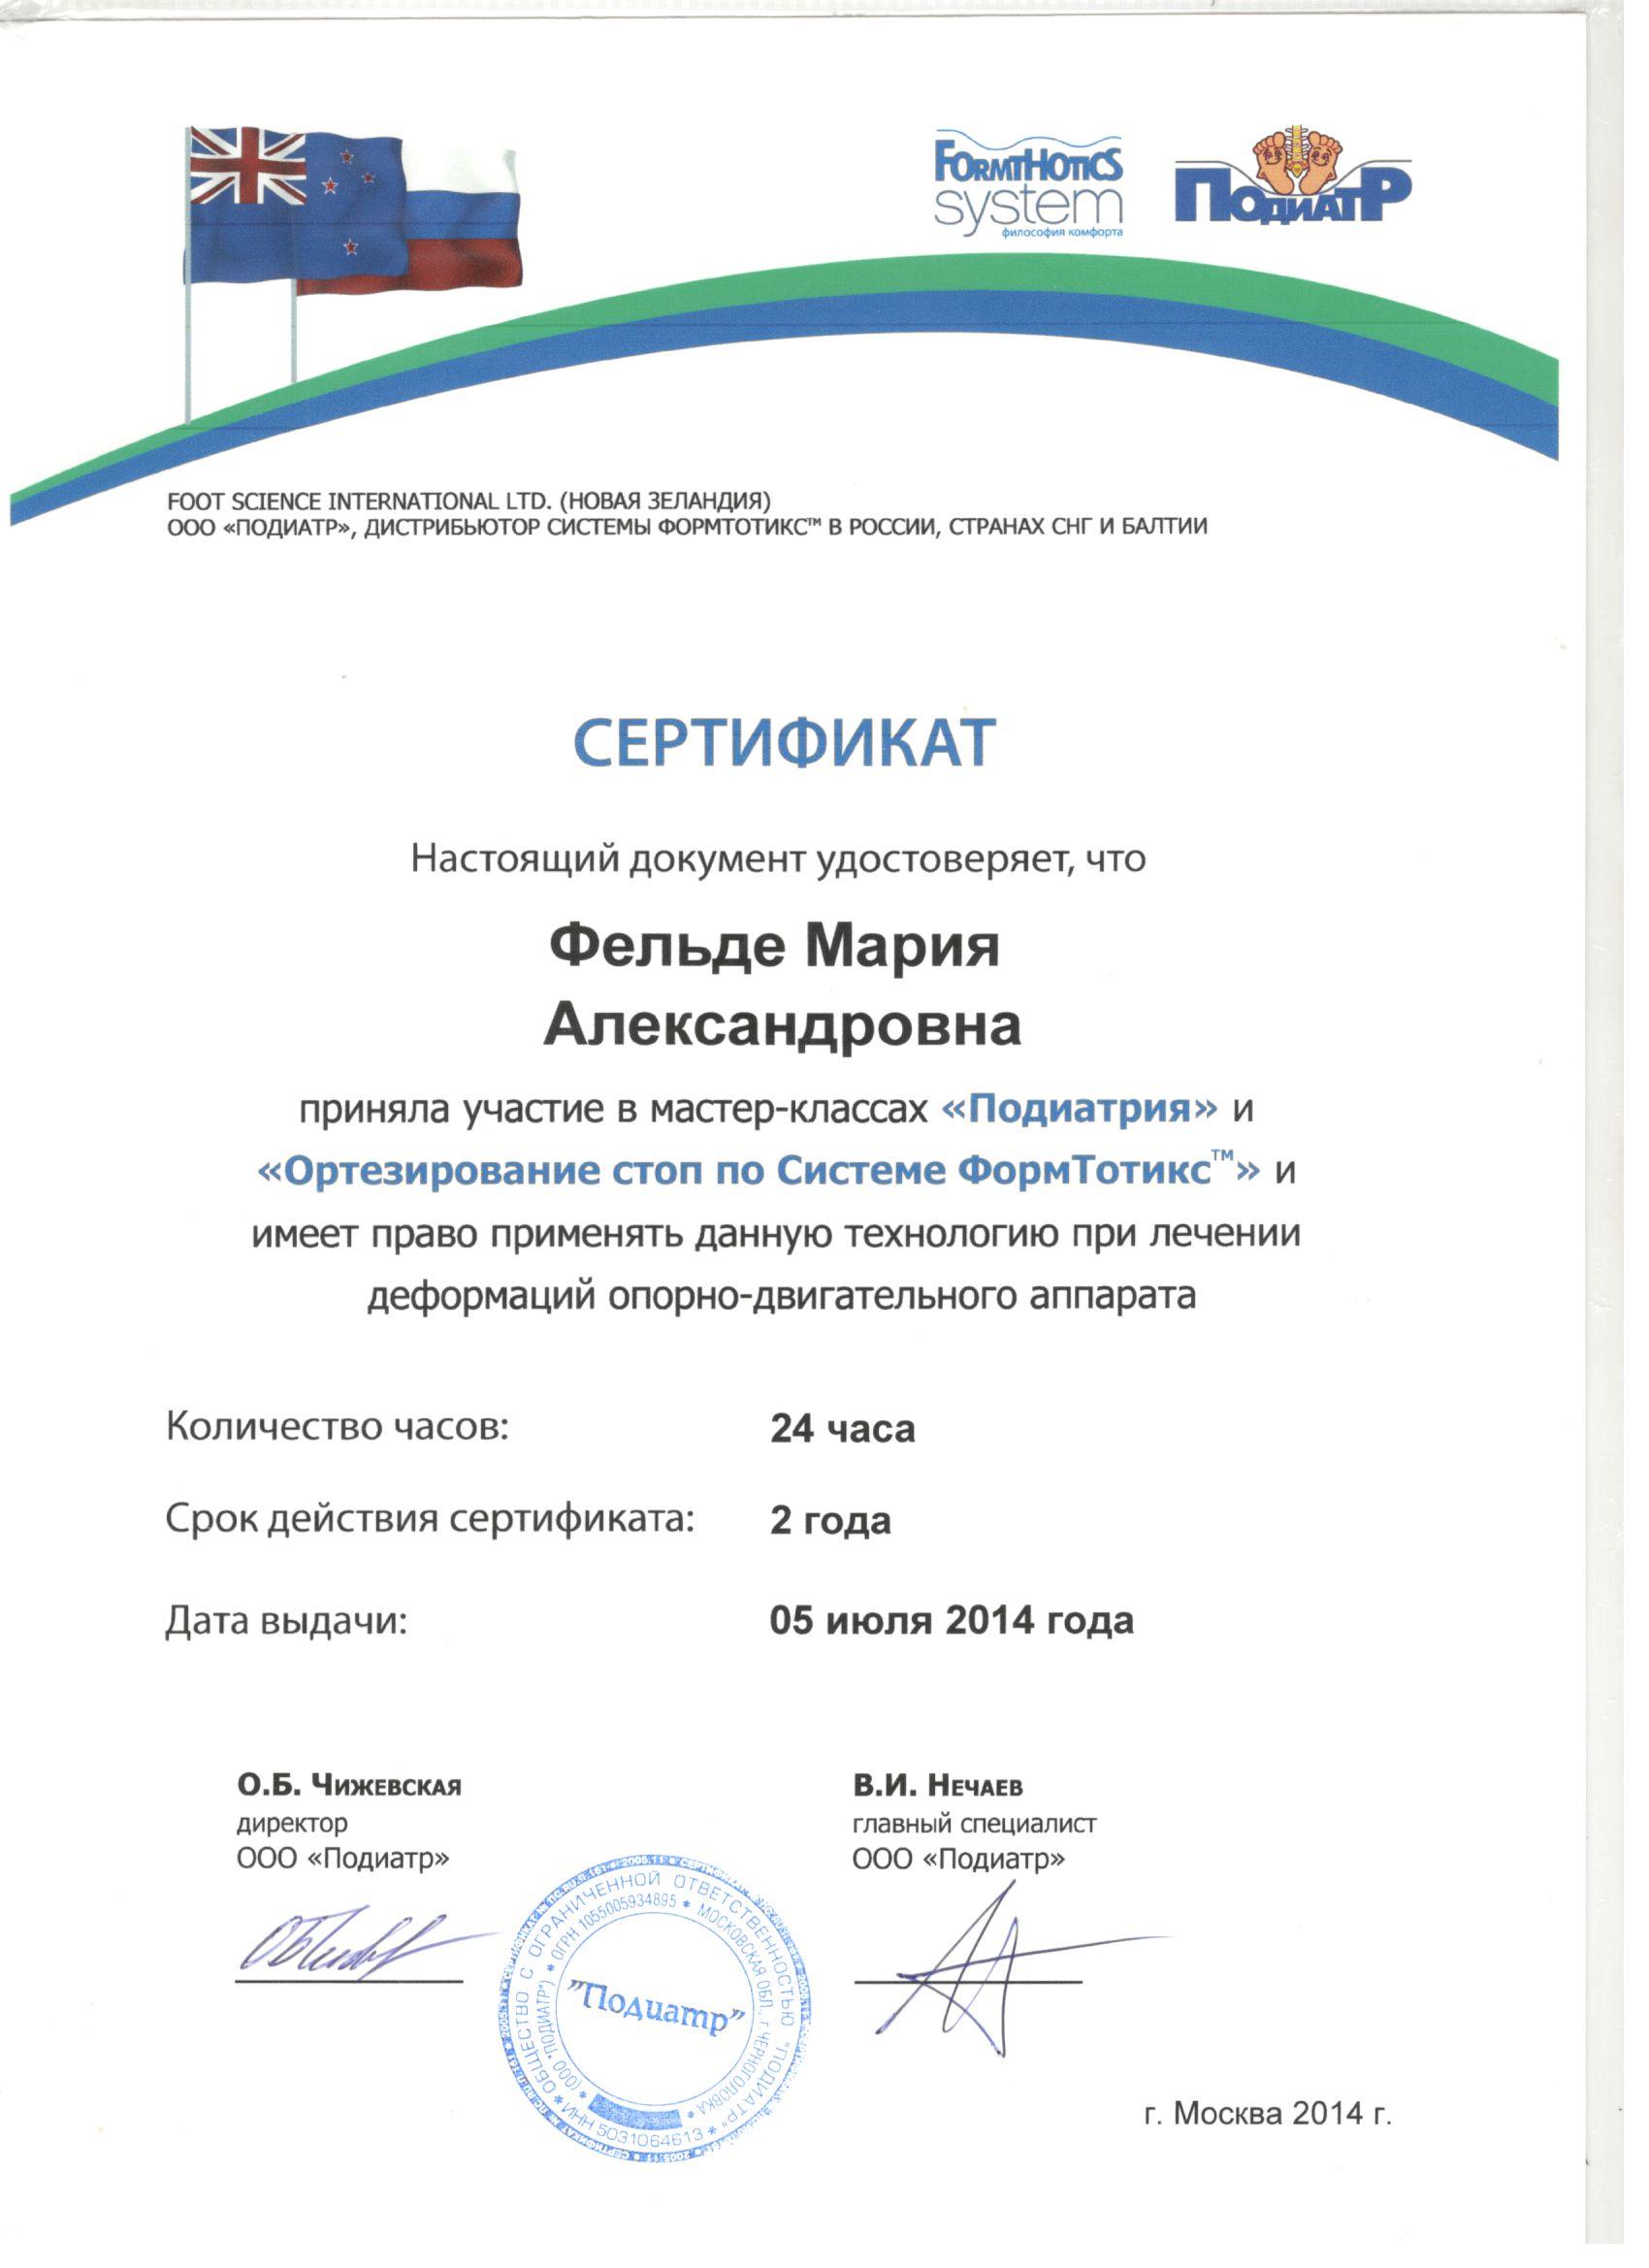 FORMTHOTICS
system
философия комфорта
ПОДИАТР
FOOT SCIENCE INTERNATIONAL LTD. (НОВАЯ ЗЕЛАНДИЯ)
ООО «ПОДИАТР», ДИСТРИБЬЮТОР СИСТЕМЫ ФОРМТОТИКС™ В РОССИИ, СТРАНАХ СНГ И БАЛТИИ
СЕРТИФИКАТ
Настоящий документ удостоверяет, что
Фельде Мария
Александровна
приняла участие в мастер-классах «Подиатрия» и
«Ортезирование стоп по Системе ФормТотикс™» и
имеет право применять данную технологию при лечении
деформаций опорно-двигательного аппарата
Количество часов: 24 часа
Срок действия сертификата: 2 года
Дата выдачи: 05 июля 2014 года
О.Б. ЧИЖЕВСКАЯ
директор
ООО «Подиатр»
В.И. НЕЧАЕВ
главный специалист
ООО «Подиатр»
ОБЩЕСТВО С ОГРАНИЧЕННОЙ ОТВЕТСТВЕННОСТЬЮ "ПОДИАТР" * ИНН 5031064613 *
(ООО "ПОДИАТР") * ОГРН 1055005934895 * МОСКОВСКАЯ ОБЛ., г.ЧЕРНОГОЛОВКА *
"Подиатр"
г. Москва 2014 г.